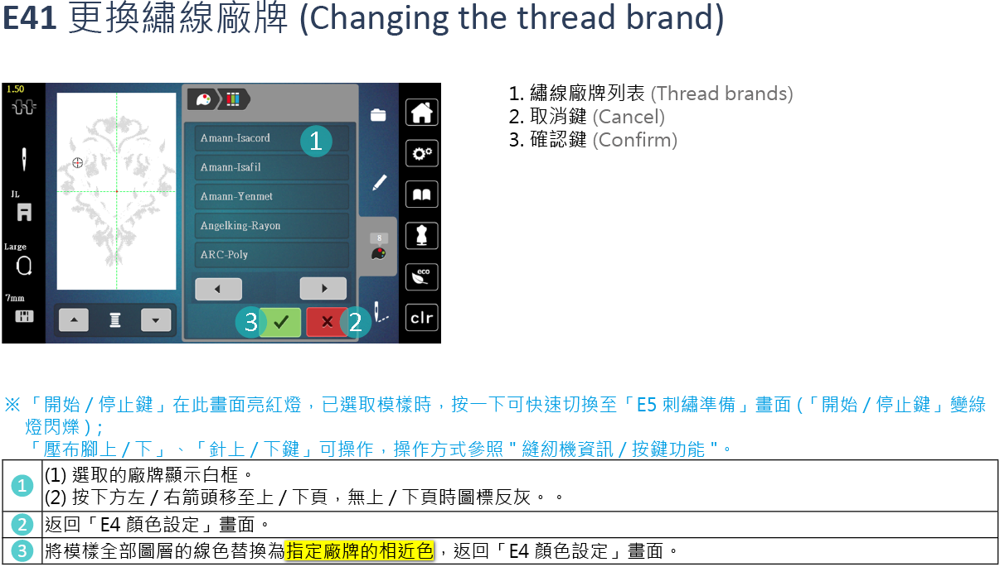 E41 更換繡線廠牌 (Changing the thread brand)
1.50
JL
Large
7mm
Amann-Isacord
1
Amann-Isafil
Amann-Yenmet
Angelking-Rayon
ARC-Poly
3
2
8
eco
clr
1. 繡線廠牌列表 (Thread brands)
2. 取消鍵 (Cancel)
3. 確認鍵 (Confirm)
※「開始 / 停止鍵」在此畫面亮紅燈，已選取模樣時，按一下可快速切換至「E5 刺繡準備」畫面 (「開始 / 停止鍵」變綠
燈閃爍 ) ;
「壓布腳上 / 下」、「針上 / 下鍵」可操作，操作方式參照 " 縫紉機資訊 / 按鍵功能 "。
1
(1) 選取的廠牌顯示白框。
(2) 按下方左 / 右箭頭移至上 / 下頁，無上 / 下頁時圖標反灰。。
2 返回「E4 顏色設定」畫面。
3 將模樣全部圖層的線色替換為指定廠牌的相近色，返回「E4 顏色設定」畫面。